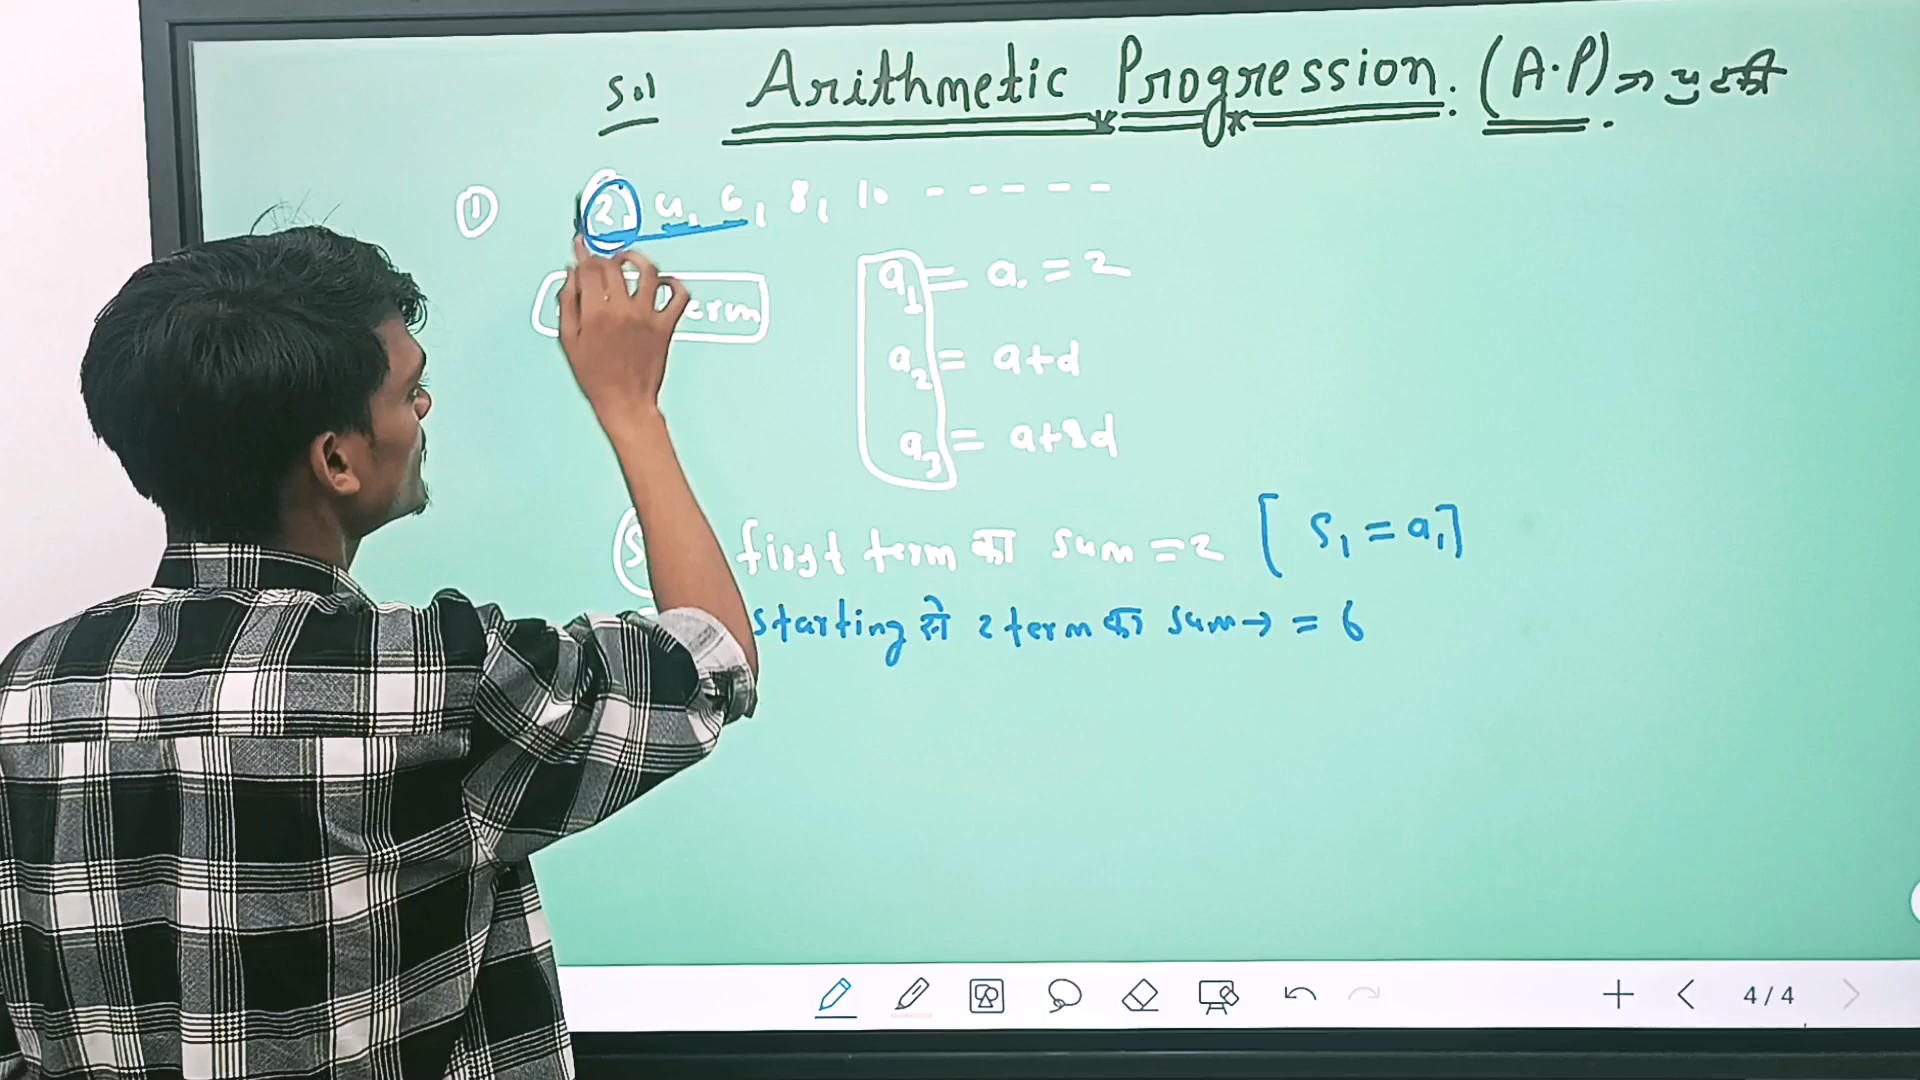 Sol Arithmetic Progression. (A.P)
① 2, 4, 6, 8, 10 - - - - -
erm
a₁ = a. = 2
a₂ = a+d
a₃ = a+2d
S first term का sum = 2 [S₁ = a₁]
starting से 2 term का sum → = 6
4/4